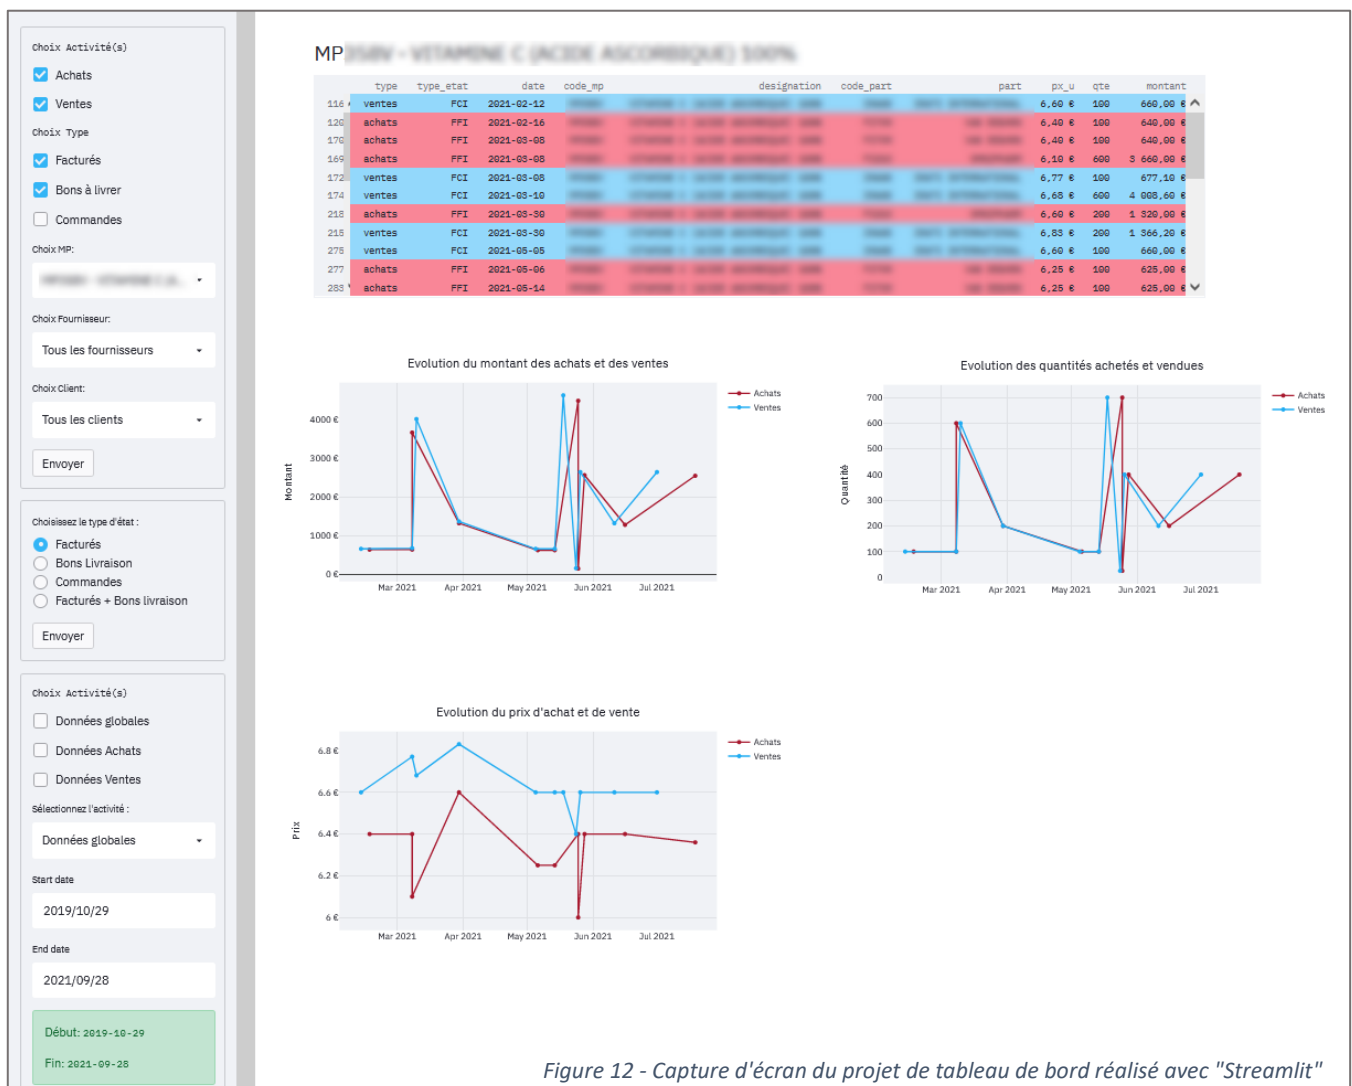 Choix Activité(s)
Achats
Ventes
Choix Type
Facturés
Bons à livrer
Commandes
Choix MP:
Choix Fournisseur:
Tous les fournisseurs
Choix Client:
Tous les clients
Envoyer
Choisissez le type d'état :
Facturés
Bons Livraison
Commandes
Facturés + Bons livraison
Envoyer
Choix Activité(s)
Données globales
Données Achats
Données Ventes
Sélectionnez l'activité :
Données globales
Start date
2019/10/29
End date
2021/09/28
Début: 2019-10-29
Fin: 2021-09-28
MP358V - VITAMINE C (ACIDE ASCORBIQUE) 100%
type type_etat date code_mp designation code_part part px_u qte montant
116 ventes FCI 2021-02-12 6,60 € 100 660,00 €
120 achats FFI 2021-02-16 6,40 € 100 640,00 €
170 achats FFI 2021-03-08 6,40 € 100 640,00 €
169 achats FFI 2021-03-08 6,10 € 600 3 660,00 €
172 ventes FCI 2021-03-08 6,77 € 100 677,10 €
174 ventes FCI 2021-03-10 6,68 € 600 4 008,60 €
218 achats FFI 2021-03-30 6,60 € 200 1 320,00 €
215 ventes FCI 2021-03-30 6,83 € 200 1 366,20 €
275 ventes FCI 2021-05-05 6,60 € 100 660,00 €
277 achats FFI 2021-05-06 6,25 € 100 625,00 €
283 achats FFI 2021-05-14 6,25 € 100 625,00 €
Evolution du montant des achats et des ventes
Achats
Ventes
4000 €
3000 €
2000 €
1000 €
0 €
Montant
Mar 2021 Apr 2021 May 2021 Jun 2021 Jul 2021
Evolution des quantités achetés et vendues
Achats
Ventes
700
600
500
400
300
200
100
0
Quantité
Mar 2021 Apr 2021 May 2021 Jun 2021 Jul 2021
Evolution du prix d'achat et de vente
Achats
Ventes
6.8 €
6.6 €
6.4 €
6.2 €
6 €
Prix
Mar 2021 Apr 2021 May 2021 Jun 2021 Jul 2021
Figure 12 - Capture d'écran du projet de tableau de bord réalisé avec "Streamlit"